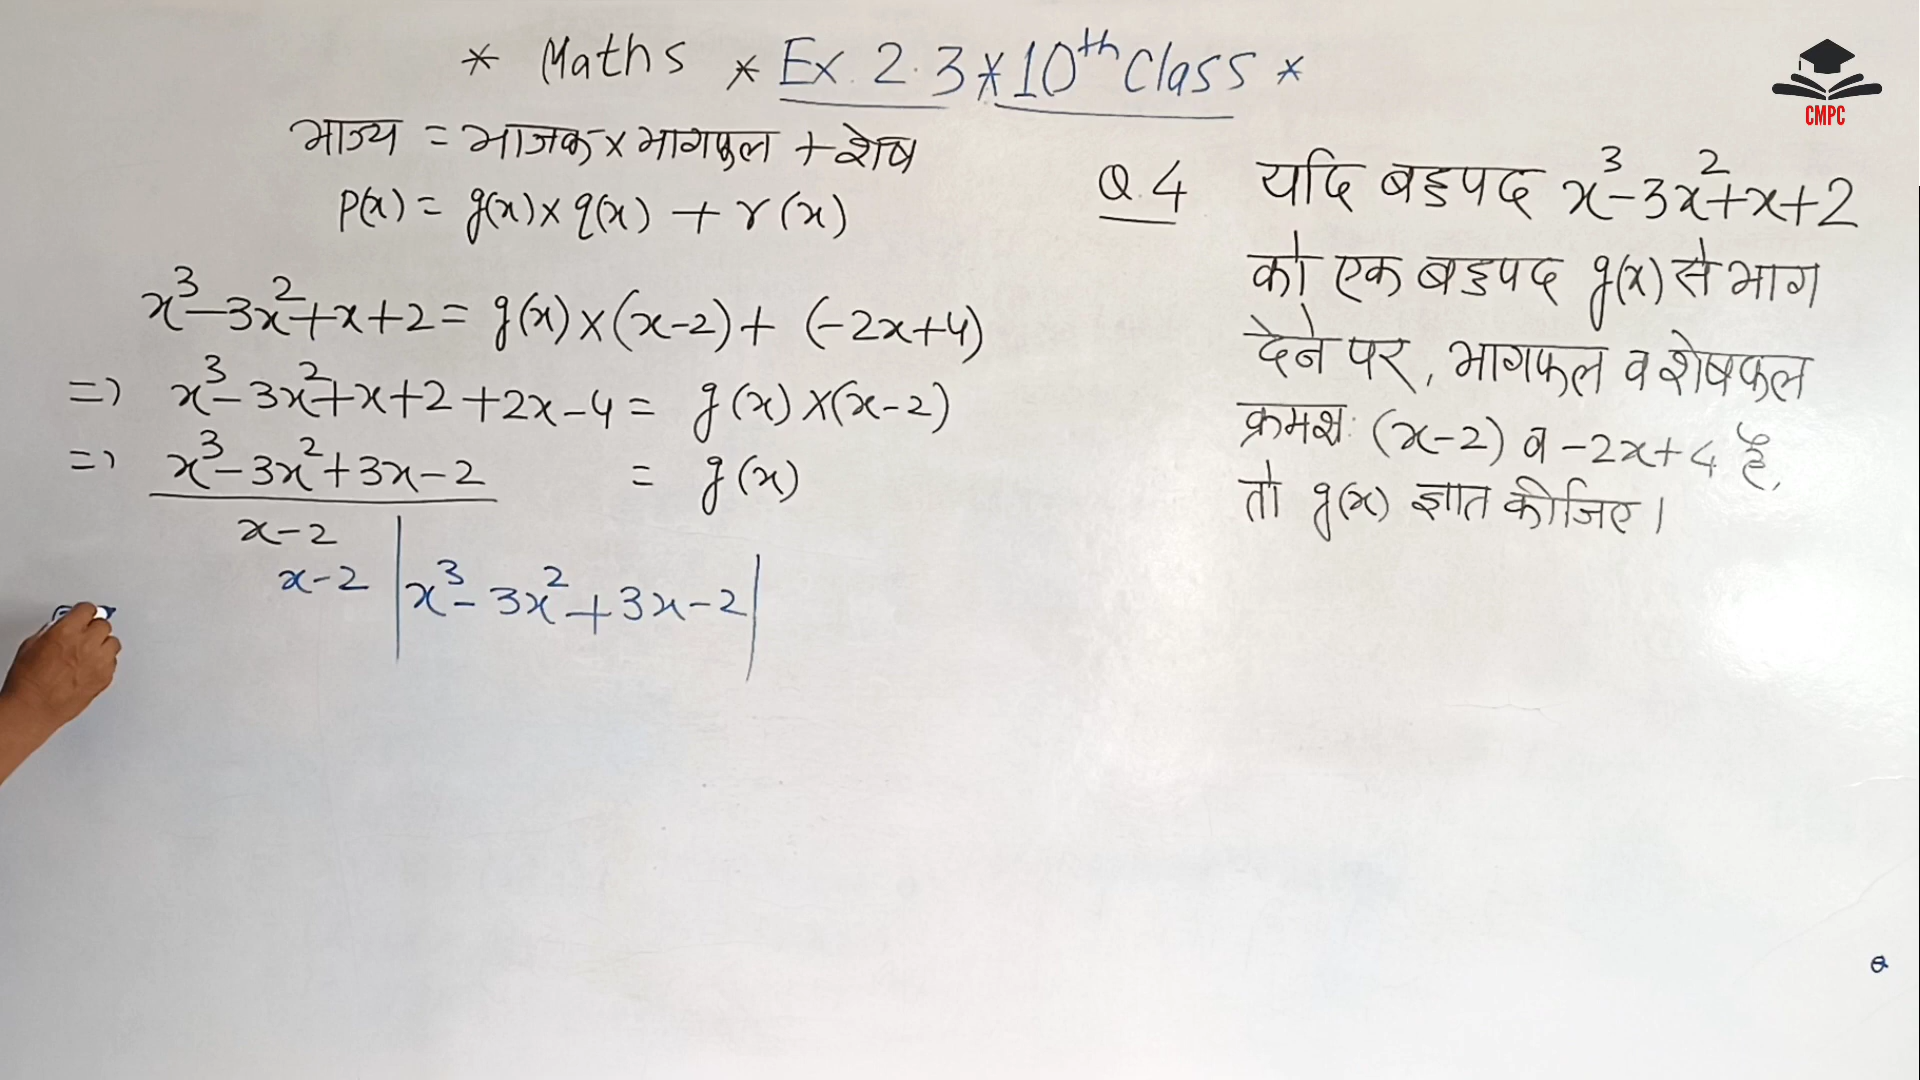 * Maths * Ex. 2.3 * 10th Class *
CMPC
भाज्य = भाजक × भागफल + शेष
p(x) = g(x) × q(x) + r(x)
x³-3x²+x+2 = g(x) × (x-2) + (-2x+4)
=> x³-3x²+x+2+2x-4 = g(x) × (x-2)
=> x³-3x²+3x-2 = g(x)
x-2
x-2 | x³-3x²+3x-2 |
Q.4 यदि बहुपद x³-3x²+x+2
को एक बहुपद g(x) से भाग
देने पर, भागफल व शेषफल
क्रमश: (x-2) व -2x+4 है,
तो g(x) ज्ञात कीजिए।